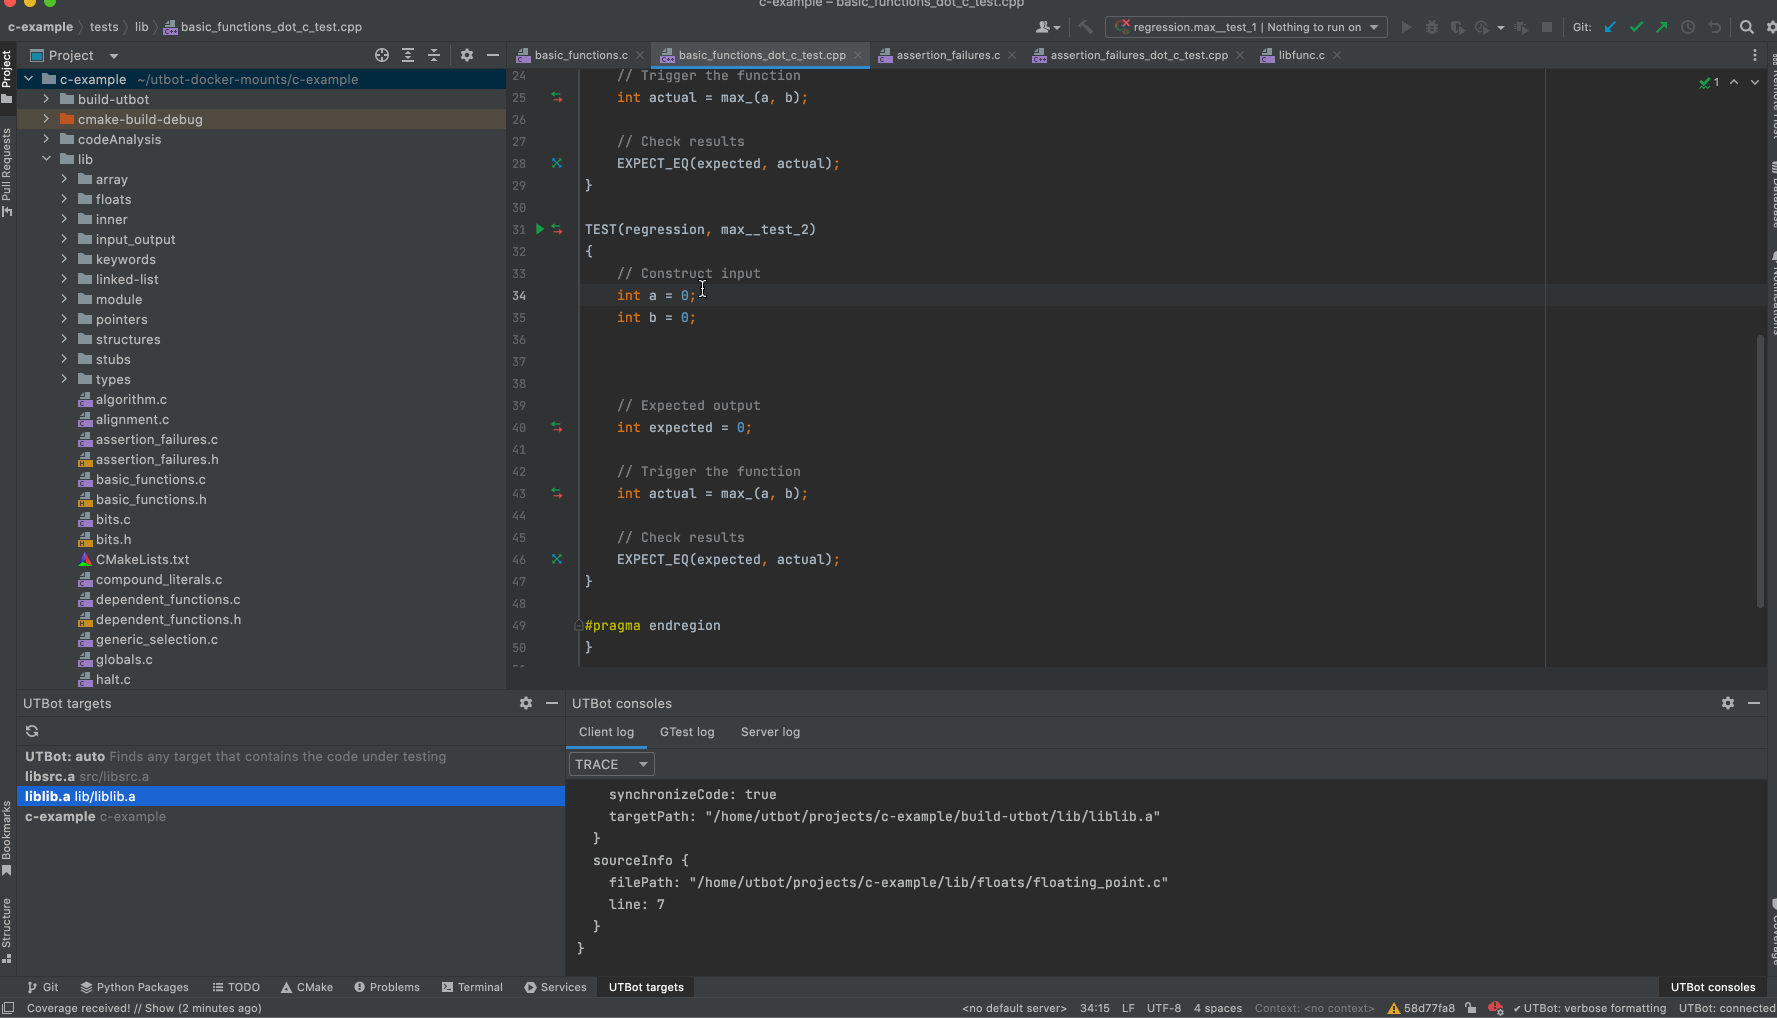 c-example – basic_functions_dot_c_test.cpp
c-example tests lib basic_functions_dot_c_test.cpp
regression.max__test_1 | Nothing to run on
Git:
Project
basic_functions.c
basic_functions_dot_c_test.cpp
assertion_failures.c
assertion_failures_dot_c_test.cpp
libfunc.c
Project
Pull Requests
Bookmarks
Structure
c-example ~/utbot-docker-mounts/c-example
build-utbot
cmake-build-debug
codeAnalysis
lib
array
floats
inner
input_output
keywords
linked-list
module
pointers
structures
stubs
types
algorithm.c
alignment.c
assertion_failures.c
assertion_failures.h
basic_functions.c
basic_functions.h
bits.c
bits.h
CMakeLists.txt
compound_literals.c
dependent_functions.c
dependent_functions.h
generic_selection.c
globals.c
halt.c
24 // Trigger the function
25 int actual = max_(a, b);
26
27 // Check results
28 EXPECT_EQ(expected, actual);
29 }
30
31 TEST(regression, max__test_2)
32 {
33 // Construct input
34 int a = 0;
35 int b = 0;
36
37
38
39 // Expected output
40 int expected = 0;
41
42 // Trigger the function
43 int actual = max_(a, b);
44
45 // Check results
46 EXPECT_EQ(expected, actual);
47 }
48
49 #pragma endregion
50 }
1
Database
Notifications
Coverage
UTBot targets
UTBot: auto Finds any target that contains the code under testing
libsrc.a src/libsrc.a
liblib.a lib/liblib.a
c-example c-example
UTBot consoles
Client log GTest log Server log
TRACE
synchronizeCode: true
targetPath: "/home/utbot/projects/c-example/build-utbot/lib/liblib.a"
}
sourceInfo {
filePath: "/home/utbot/projects/c-example/lib/floats/floating_point.c"
line: 7
}
}
Git Python Packages TODO CMake Problems Terminal Services UTBot targets UTBot consoles
Coverage received! // Show (2 minutes ago) <no default server> 34:15 LF UTF-8 4 spaces Context: <no context> 58d77fa8 ✓ UTBot: verbose formatting UTBot: connected